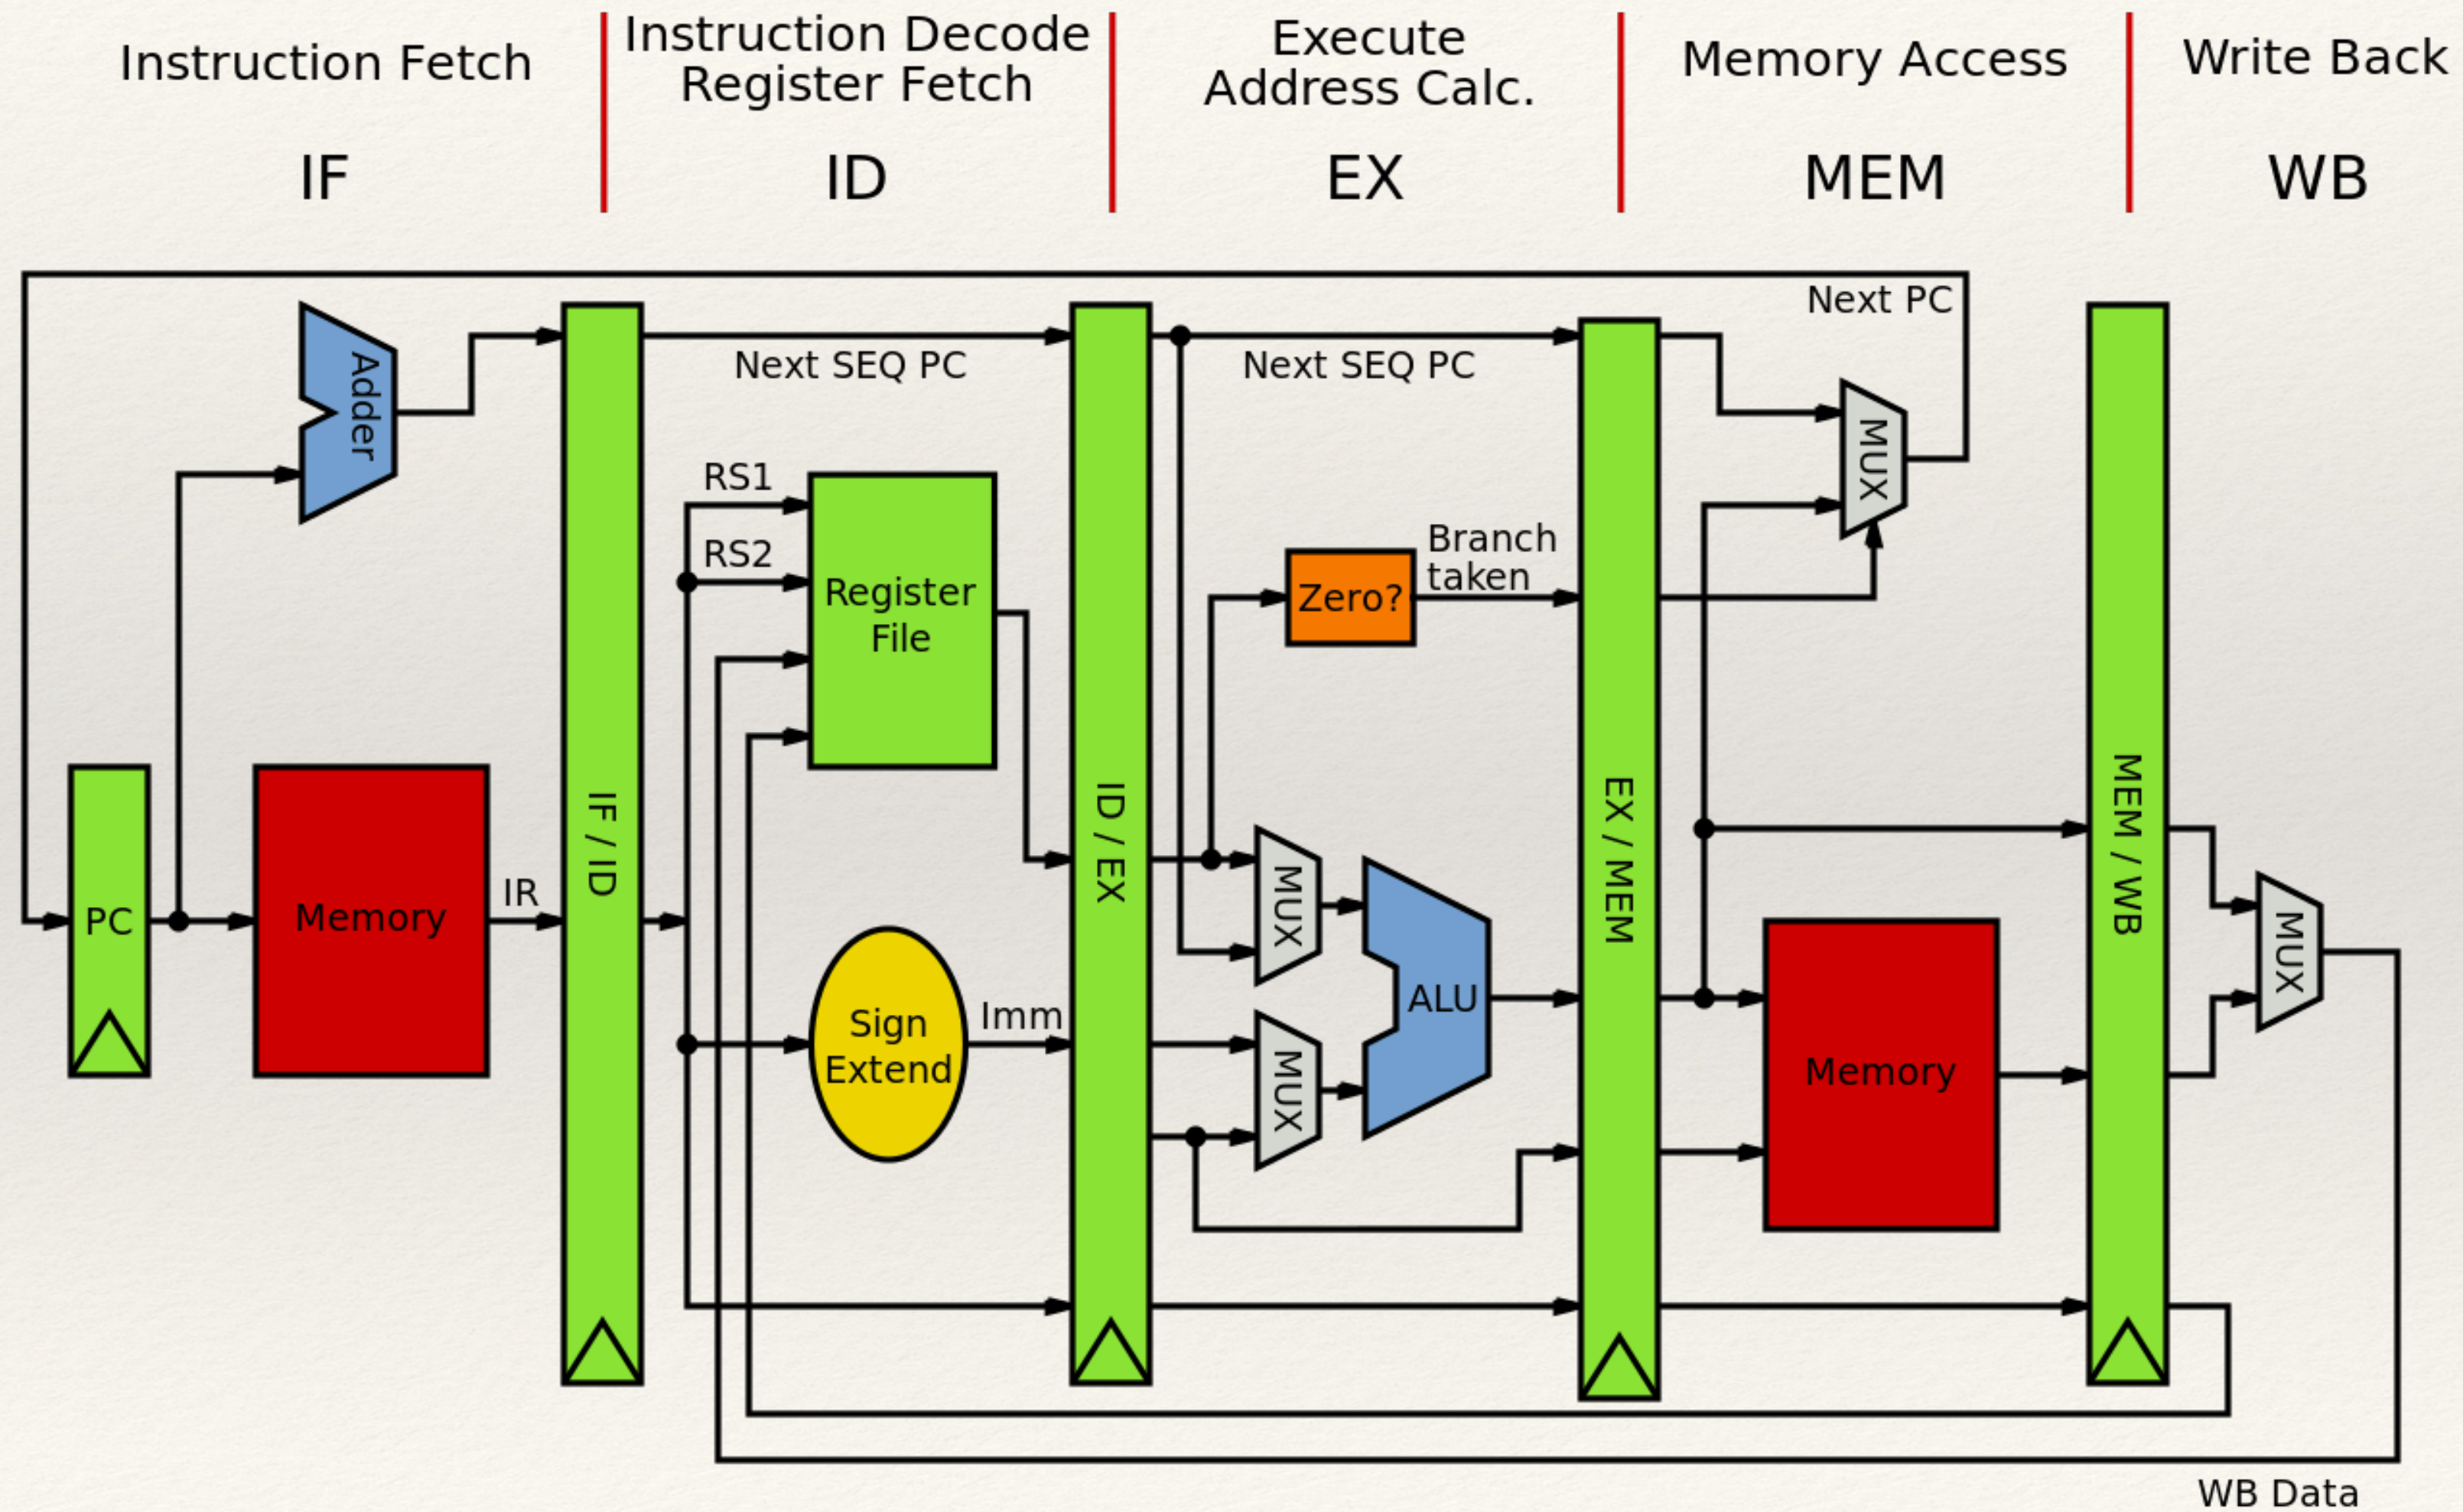 Instruction Fetch
IF
Instruction Decode
Register Fetch
ID
Execute
Address Calc.
EX
Memory Access
MEM
Write Back
WB
Next PC
Adder
Next SEQ PC
Next SEQ PC
MUX
RS1
RS2
Register
File
Branch
taken
Zero?
PC
Memory
IR
IF / ID
ID / EX
EX / MEM
MEM / WB
MUX
MUX
Sign
Extend
Imm
ALU
MUX
Memory
WB Data